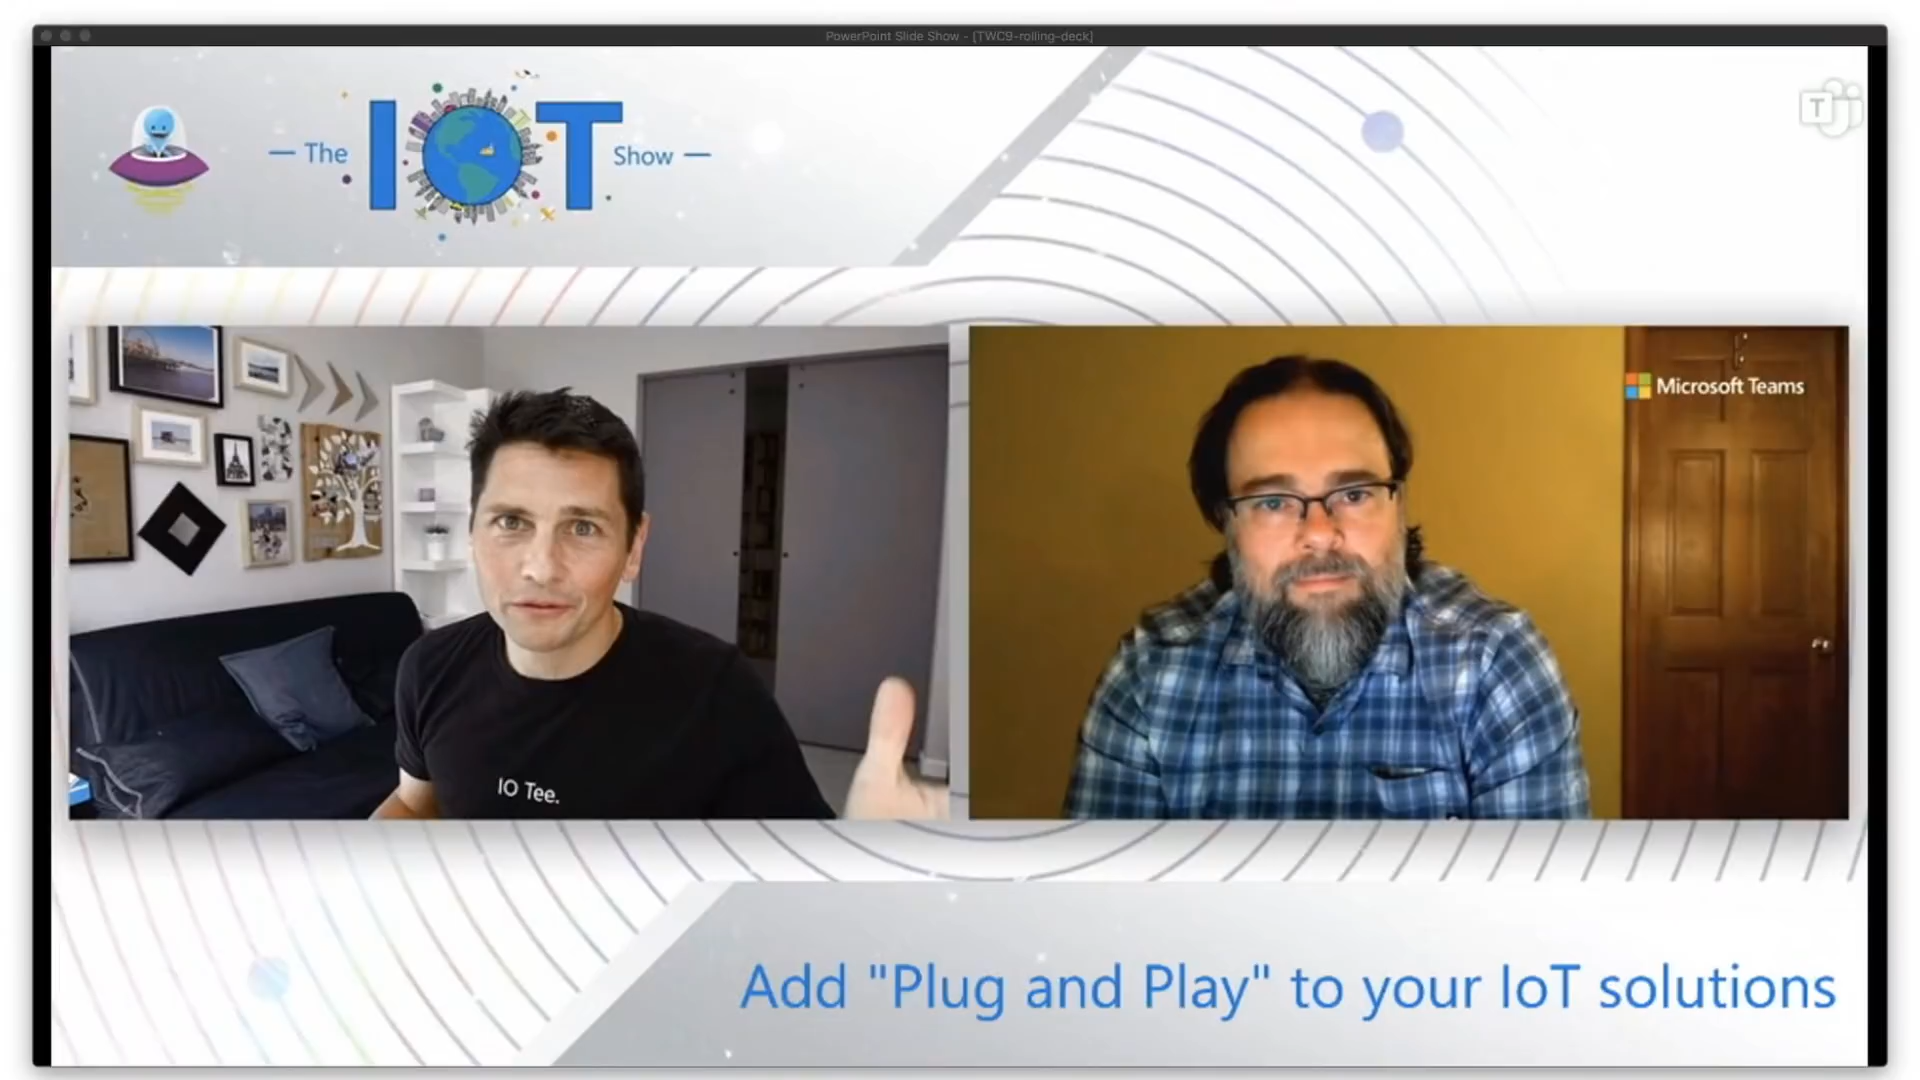 PowerPoint Slide Show - [TWC9-rolling-deck]
The IOT Show
T
Microsoft Teams
IO Tee.
Add "Plug and Play" to your IoT solutions